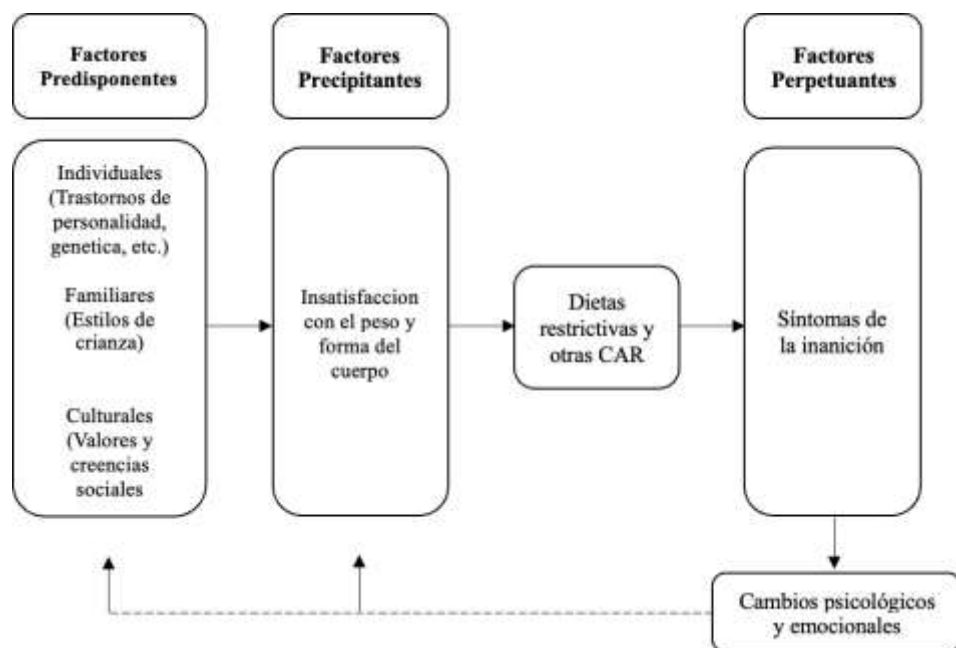 Factores
Predisponentes
Factores
Precipitantes
Factores
Perpetuantes
Individuales
(Trastornos de
personalidad,
genetica, etc.)
Familiares
(Estilos de
crianza)
Culturales
(Valores y
creencias
sociales
Insatisfaccion
con el peso y
forma del
cuerpo
Dietas
restrictivas y
otras CAR
Síntomas de
la inanición
Cambios psicológicos
y emocionales